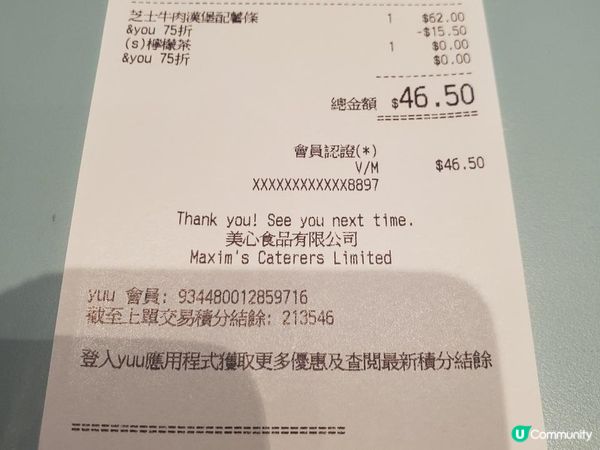 芝士牛肉漢堡記薯條 1 $62.00
&you 75折 -$15.50
(s)檸檬茶 1 $0.00
&you 75折 $0.00
總金額 $46.50
會員認證(*)
V/M $46.50
XXXXXXXXXXXX8897
Thank you! See you next time.
美心食品有限公司
Maxim's Caterers Limited
yuu 會員: 934480012859716
截至上單交易積分結餘: 213546
登入yuu應用程式獲取更多優惠及查閱最新積分結餘
U Community